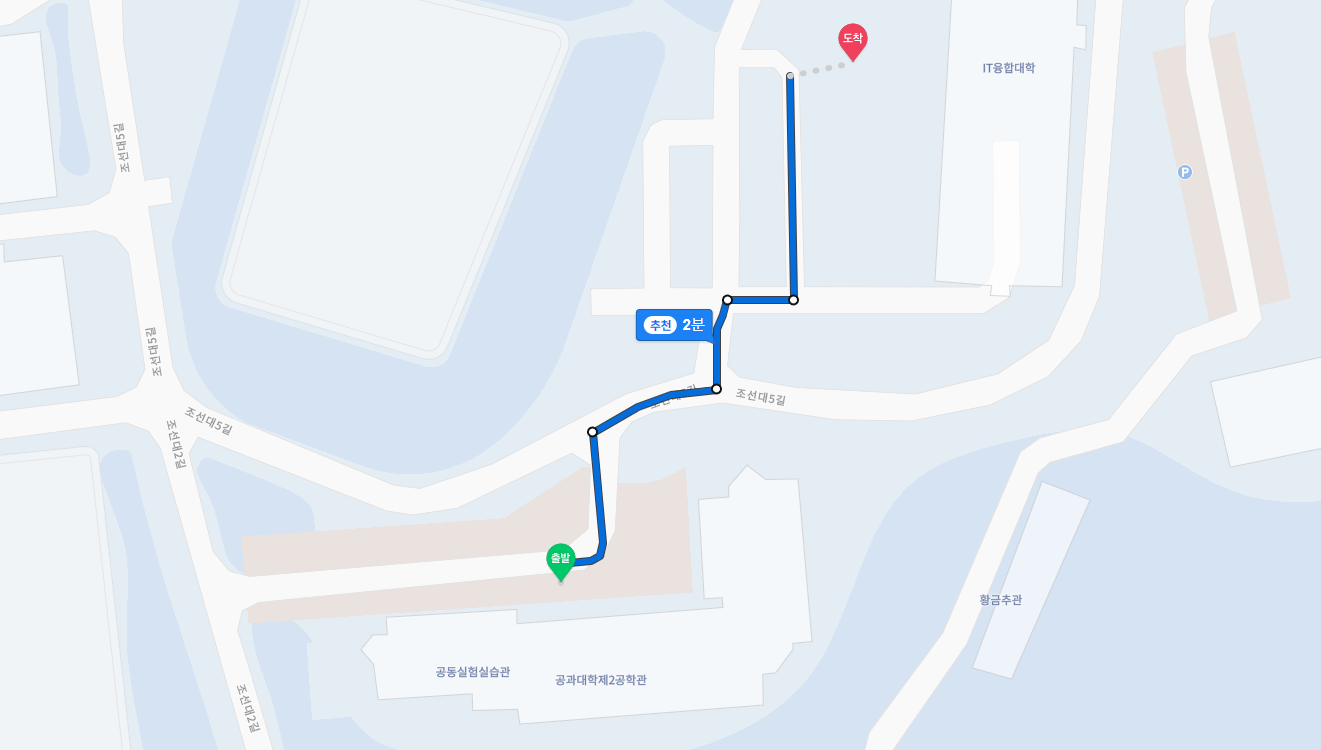 도착
IT융합대학
조선대5길
P
추천 2분
조선대5길
조선대5길
조선대5길
조선대2길
출발
황금추관
공동실험실습관
공과대학제2공학관
조선대2길